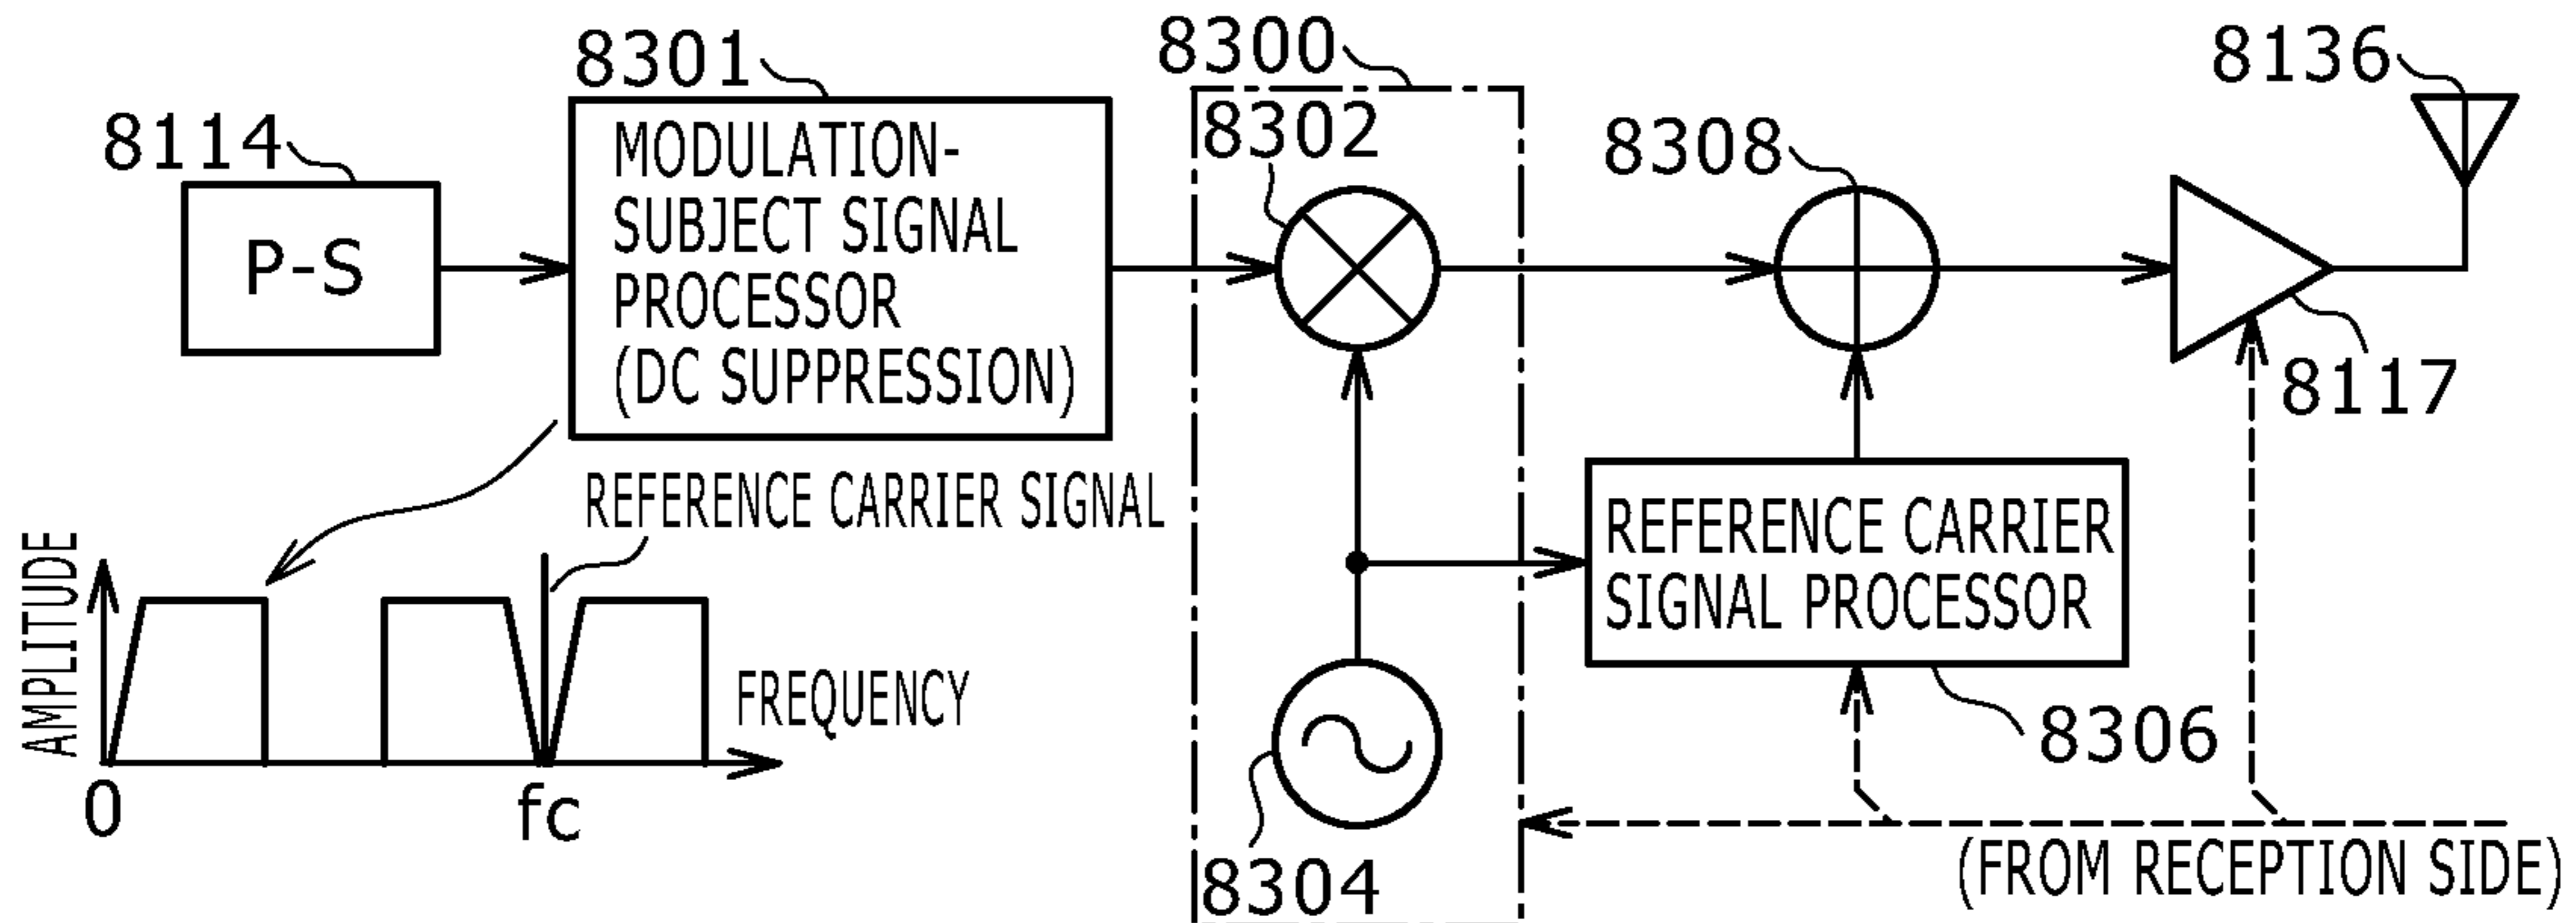 8300
8301
8136
8302
8308
8114
MODULATION-
SUBJECT SIGNAL
PROCESSOR
(DC SUPPRESSION)
P-S
8117
REFERENCE CARRIER SIGNAL
REFERENCE CARRIER
SIGNAL PROCESSOR
AMPLITUDE
FREQUENCY
8306
0
fc
8304
(FROM RECEPTION SIDE)